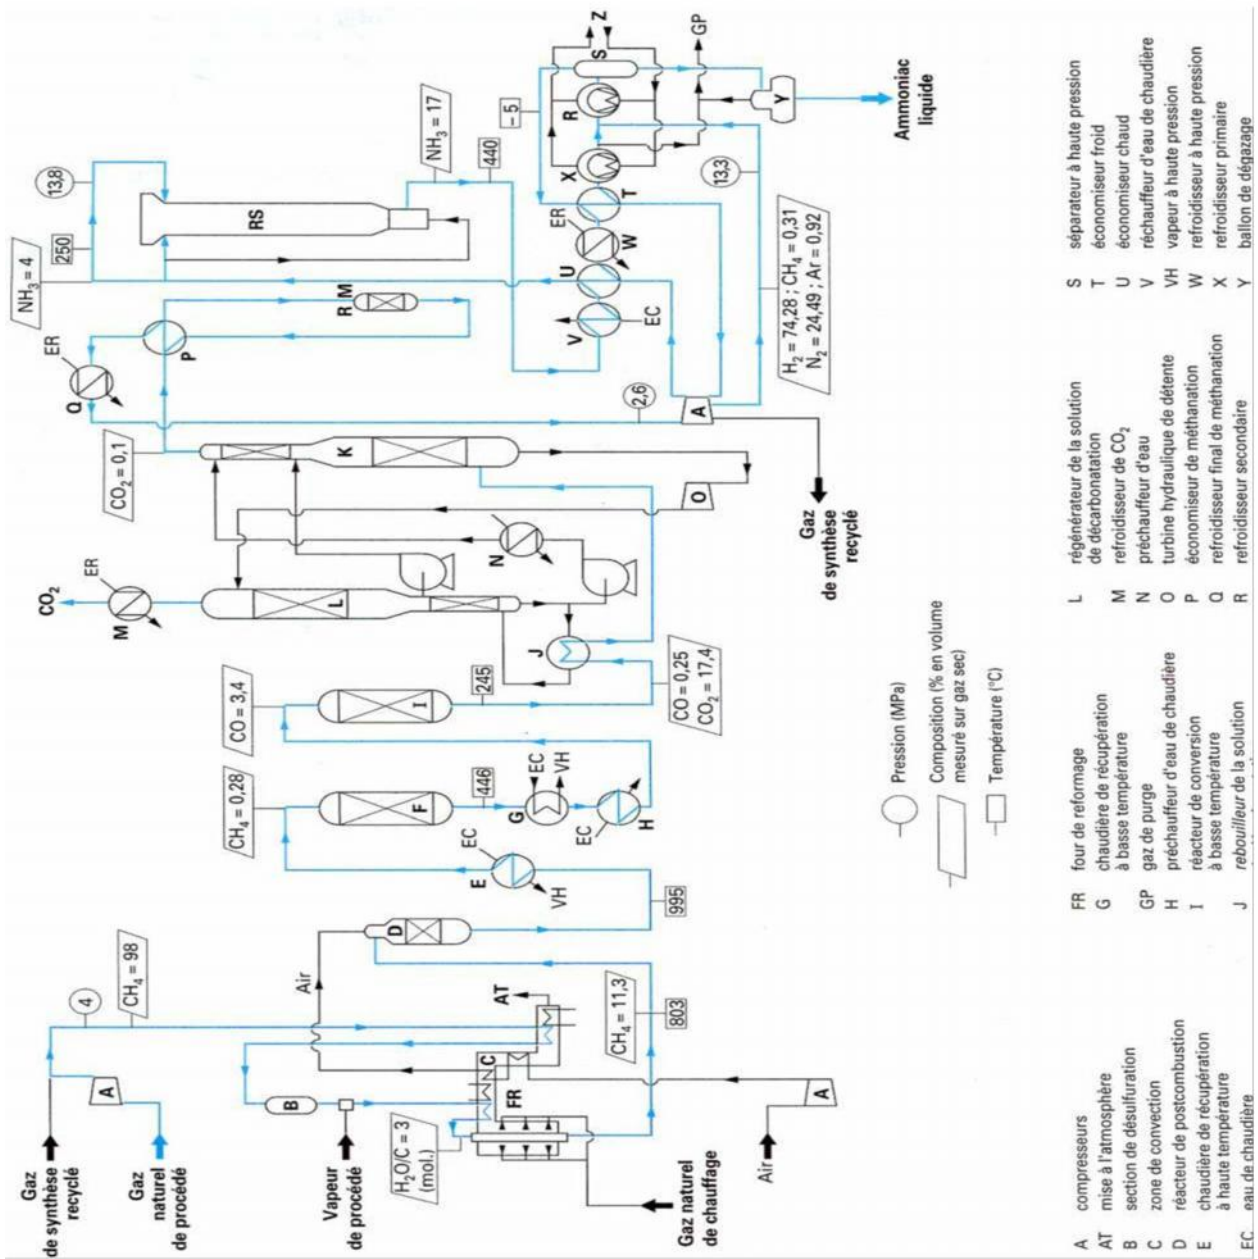 Gaz
de synthèse
recyclé
Gaz
naturel
de procédé
A
4
CH₄ = 98
Vapeur
de procédé
B
H₂O/C = 3
(mol.)
FR
C
AT
Gaz naturel
de chauffage
Air
A
Air
D
CH₄ = 11,3
803
995
E
EC
VH
CH₄ = 0,28
F
446
G
EC
VH
EC
H
CO = 3,4
I
245
CO = 0,25
CO₂ = 17,4
J
CO₂
ER
M
L
N
O
K
CO₂ = 0,1
Gaz
de synthèse
recyclé
A
2,6
Q
ER
P
R M
NH₃ = 4
250
13,8
RS
NH₃ = 17
440
V
EC
U
ER
W
T
X
R
S
Z
GP
– 5
13,3
H₂ = 74,28 ; CH₄ = 0,31
N₂ = 24,49 ; Ar = 0,92
Y
Ammoniac
liquide
Pression (MPa)
Composition (% en volume
mesuré sur gaz sec)
Température (°C)
A compresseurs
AT mise à l'atmosphère
B section de désulfuration
C zone de convection
D réacteur de postcombustion
E chaudière de récupération
à haute température
EC eau de chaudière
FR four de reformage
G chaudière de récupération
à basse température
GP gaz de purge
H préchauffeur d'eau de chaudière
I réacteur de conversion
à basse température
J rebouilleur de la solution
L régénérateur de la solution
de décarbonatation
M refroidisseur de CO₂
N préchauffeur d'eau
O turbine hydraulique de détente
P économiseur de méthanation
Q refroidisseur final de méthanation
R refroidisseur secondaire
S séparateur à haute pression
T économiseur froid
U économiseur chaud
V réchauffeur d'eau de chaudière
VH vapeur à haute pression
W refroidisseur à haute pression
X refroidisseur primaire
Y ballon de dégazage